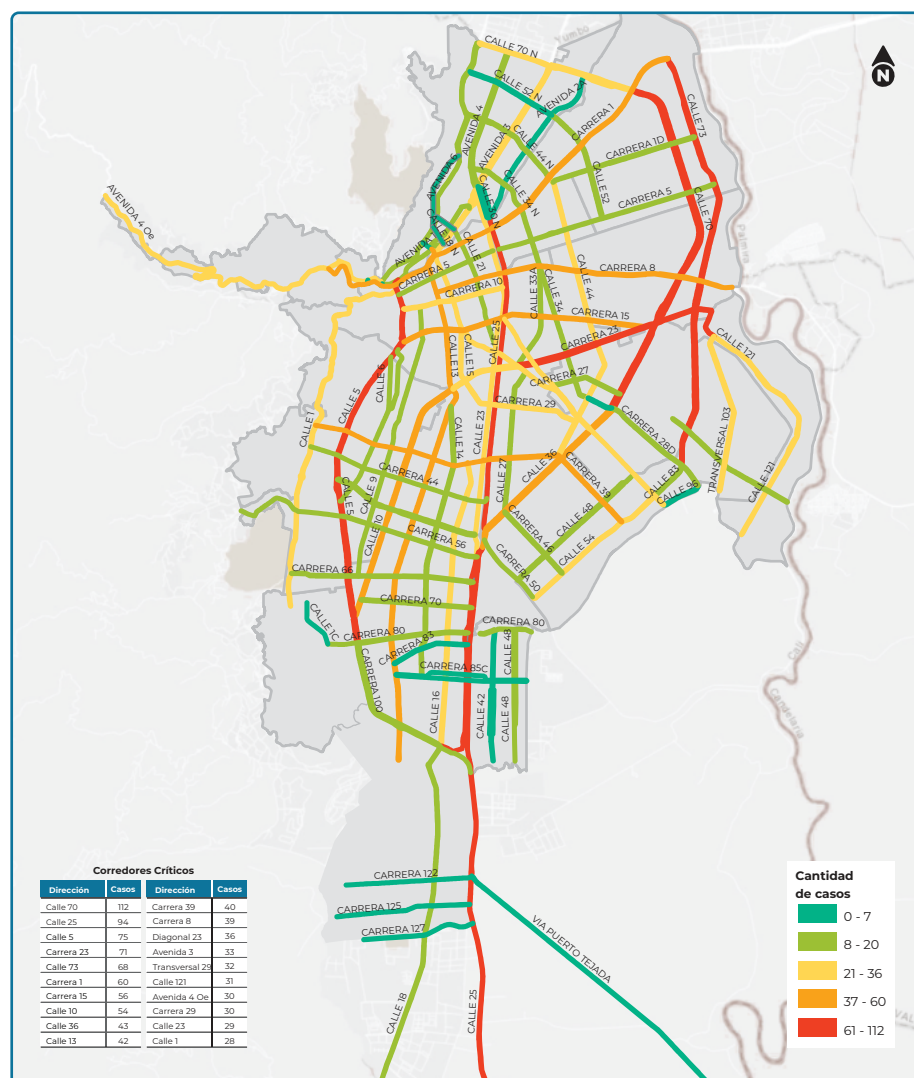 Yumbo
N
CALLE 70 N
CALLE 52 N
AVENIDA 2A
AVENIDA 4
AVENIDA 3
CARRERA 1
CALLE 73
CALLE 44 N
CARRERA 1D
AVENIDA 6
CALLE 34 N
CALLE 52
CARRERA 5
CALLE 30 N
CALLE 70
AVENIDA 4 Oe
CALLE 18 N
AVENIDA
Palmira
CALLE 21
CARRERA 5
CARRERA 8
CARRERA 10
CALLE 33A
CALLE 34
CALLE 44
CARRERA 15
CALLE 25
CARRERA 23
CALLE 121
CALLE 13
CALLE 15
CALLE 6
CALLE 5
CARRERA 27
CARRERA 29
CALLE 1
CALLE 23
CARRERA 28D
TRANSVERSAL 103
CALLE 14
CALLE 36
CALLE 27
CARRERA 39
CALLE 83
CALLE 121
CARRERA 44
CALLE 9
CALLE 96
CALLE 5
CALLE 10
CALLE 48
CARRERA 56
CARRERA 46
CALLE 54
CARRERA 66
CARRERA 50
CARRERA 70
CALLE 1C
CARRERA 80
CARRERA 80
CARRERA 83
CALLE 48
Cali
CARRERA 85C
CARRERA 100
CALLE 16
CALLE 42
CALLE 48
Candelaria
CARRERA 122
CARRERA 125
CARRERA 127
VIA PUERTO TEJADA
CALLE 18
CALLE 25
Corredores Críticos
Dirección Casos Dirección Casos
Calle 70 112 Carrera 39 40
Calle 25 94 Carrera 8 39
Calle 5 75 Diagonal 23 36
Carrera 23 71 Avenida 3 33
Calle 73 68 Transversal 29 32
Carrera 1 60 Calle 121 31
Carrera 15 56 Avenida 4 Oe 30
Calle 10 54 Carrera 29 30
Calle 36 43 Calle 23 29
Calle 13 42 Calle 1 28
Cantidad
de casos
0 - 7
8 - 20
21 - 36
37 - 60
61 - 112